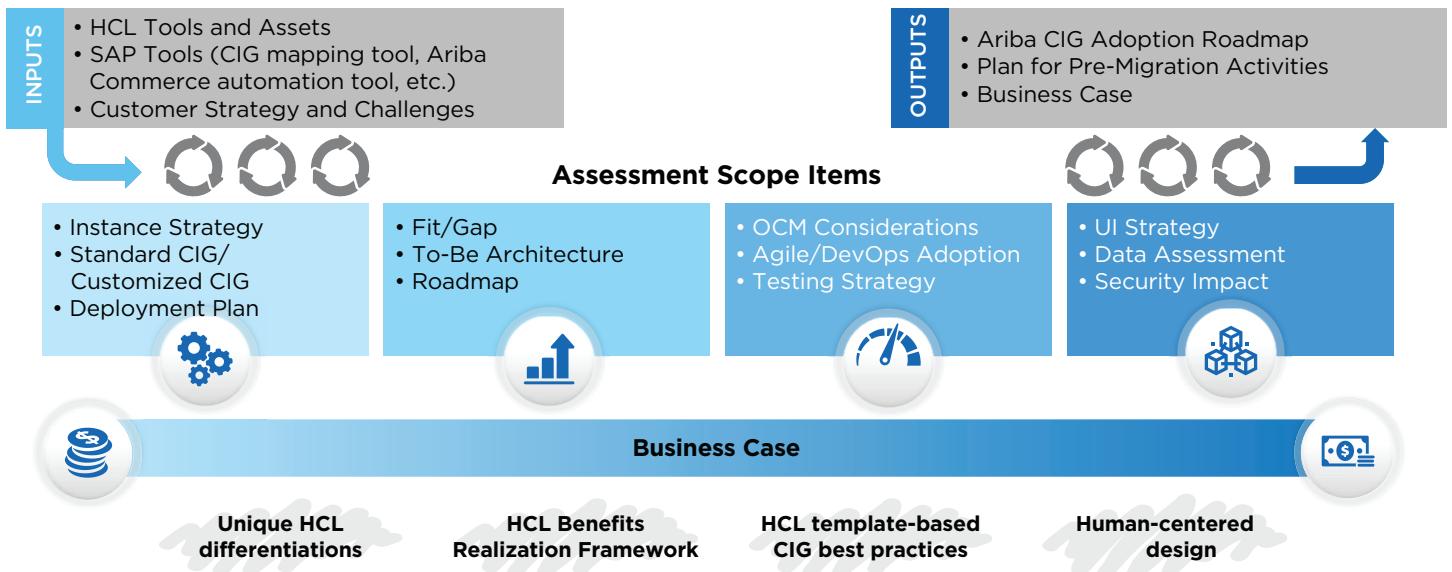 INPUTS
• HCL Tools and Assets
• SAP Tools (CIG mapping tool, Ariba
Commerce automation tool, etc.)
• Customer Strategy and Challenges
OUTPUTS
• Ariba CIG Adoption Roadmap
• Plan for Pre-Migration Activities
• Business Case
Assessment Scope Items
• Instance Strategy
• Standard CIG/
Customized CIG
• Deployment Plan
• Fit/Gap
• To-Be Architecture
• Roadmap
• OCM Considerations
• Agile/DevOps Adoption
• Testing Strategy
• UI Strategy
• Data Assessment
• Security Impact
Business Case
Unique HCL
differentiations
HCL Benefits
Realization Framework
HCL template-based
CIG best practices
Human-centered
design